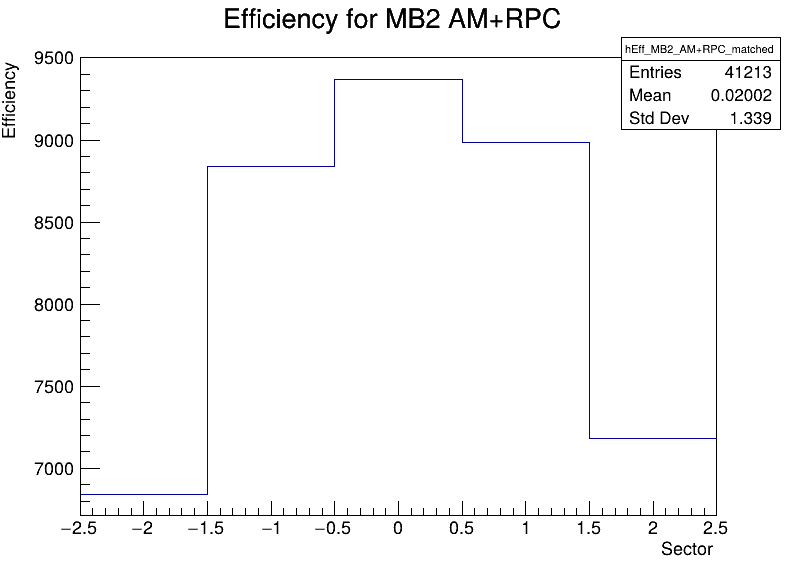 Efficiency for MB2 AM+RPC
hEff_MB2_AM+RPC_matched
Entries 41213
Mean 0.02002
Std Dev 1.339
Efficiency
9500
9000
8500
8000
7500
7000
−2.5 −2 −1.5 −1 −0.5 0 0.5 1 1.5 2 2.5
Sector